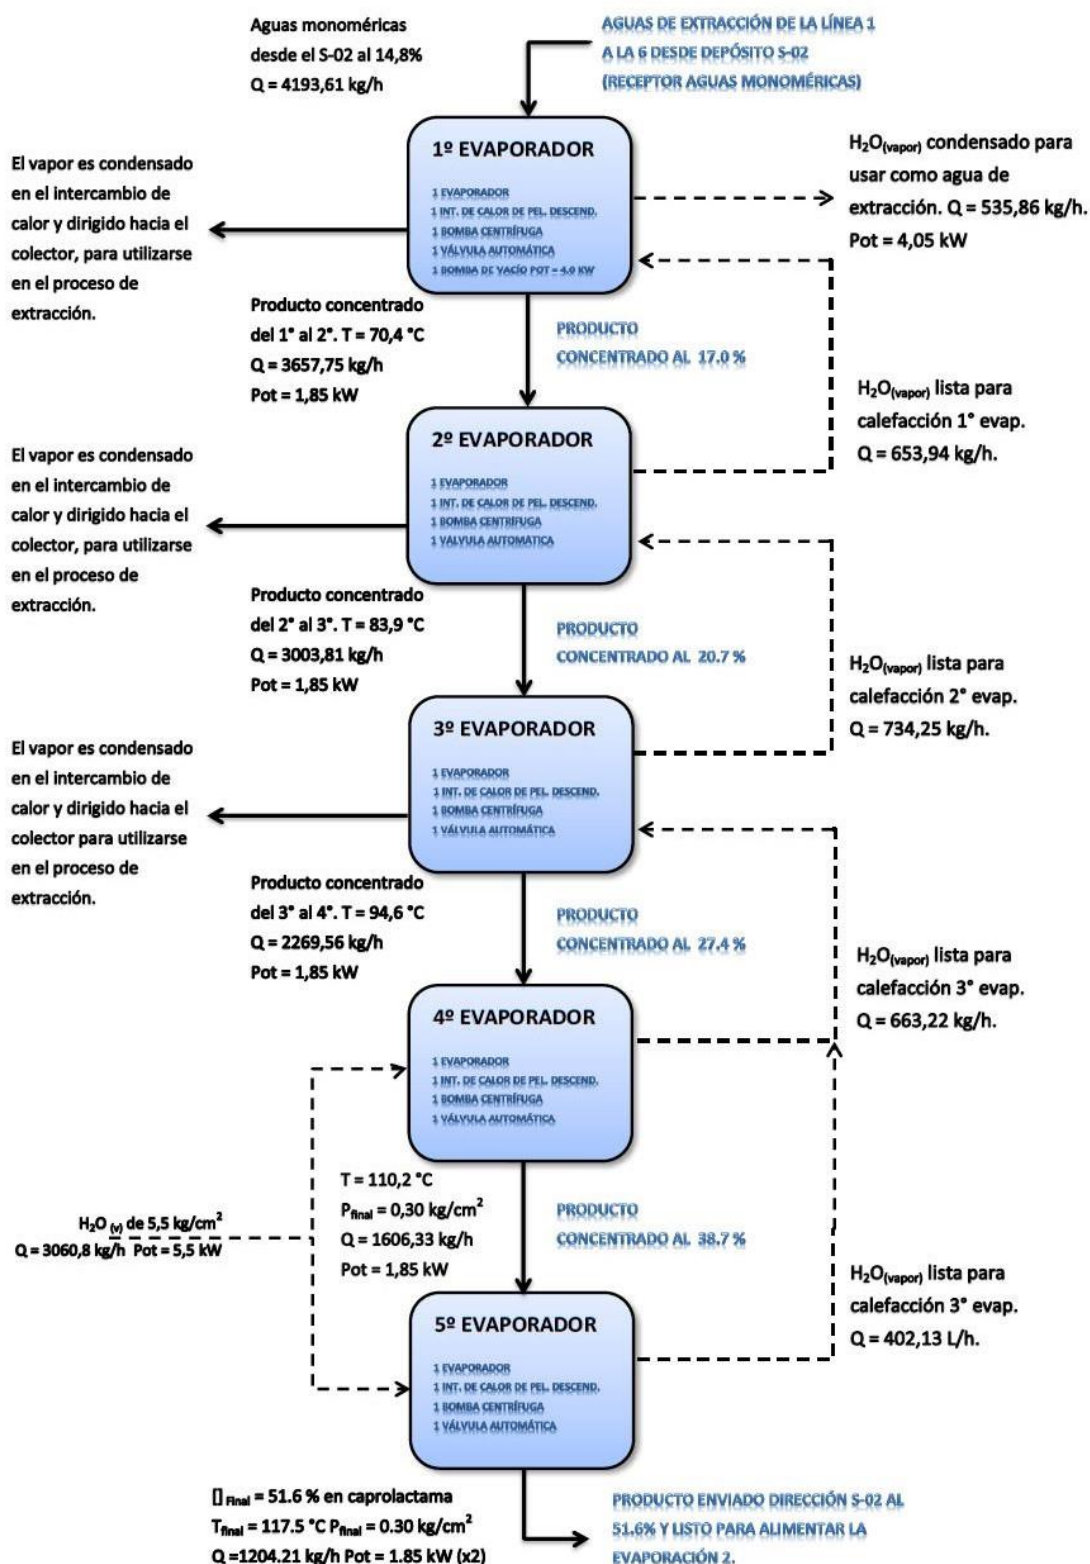 Aguas monoméricas
desde el S-02 al 14,8%
Q = 4193,61 kg/h
AGUAS DE EXTRACCIÓN DE LA LÍNEA 1
A LA 6 DESDE DEPÓSITO S-02
(RECEPTOR AGUAS MONOMÉRICAS)
El vapor es condensado
en el intercambio de
calor y dirigido hacia el
colector, para utilizarse
en el proceso de
extracción.
1º EVAPORADOR
1 EVAPORADOR
1 INT. DE CALOR DE PEL. DESCEND.
1 BOMBA CENTRÍFUGA
1 VÁLVULA AUTOMÁTICA
1 BOMBA DE VACÍO POT = 4.0 KW
H₂O(vapor) condensado para
usar como agua de
extracción. Q = 535,86 kg/h.
Pot = 4,05 kW
Producto concentrado
del 1° al 2°. T = 70,4 °C
Q = 3657,75 kg/h
Pot = 1,85 kW
PRODUCTO
CONCENTRADO AL 17.0 %
H₂O(vapor) lista para
calefacción 1° evap.
Q = 653,94 kg/h.
El vapor es condensado
en el intercambio de
calor y dirigido hacia el
colector, para utilizarse
en el proceso de
extracción.
2º EVAPORADOR
1 EVAPORADOR
1 INT. DE CALOR DE PEL. DESCEND.
1 BOMBA CENTRÍFUGA
1 VALVULA AUTOMÁTICA
Producto concentrado
del 2° al 3°. T = 83,9 °C
Q = 3003,81 kg/h
Pot = 1,85 kW
PRODUCTO
CONCENTRADO AL 20.7 %
H₂O(vapor) lista para
calefacción 2° evap.
Q = 734,25 kg/h.
El vapor es condensado
en el intercambio de
calor y dirigido hacia el
colector para utilizarse
en el proceso de
extracción.
3º EVAPORADOR
1 EVAPORADOR
1 INT. DE CALOR DE PEL. DESCEND.
1 BOMBA CENTRÍFUGA
1 VÁLVULA AUTOMÁTICA
Producto concentrado
del 3° al 4°. T = 94,6 °C
Q = 2269,56 kg/h
Pot = 1,85 kW
PRODUCTO
CONCENTRADO AL 27.4 %
H₂O(vapor) lista para
calefacción 3° evap.
Q = 663,22 kg/h.
4º EVAPORADOR
1 EVAPORADOR
1 INT. DE CALOR DE PEL. DESCEND.
1 BOMBA CENTRÍFUGA
1 VÁLVULA AUTOMÁTICA
H₂O (v) de 5,5 kg/cm²
Q = 3060,8 kg/h Pot = 5,5 kW
T = 110,2 °C
Pfinal = 0,30 kg/cm²
Q = 1606,33 kg/h
Pot = 1,85 kW
PRODUCTO
CONCENTRADO AL 38.7 %
H₂O(vapor) lista para
calefacción 3° evap.
Q = 402,13 L/h.
5º EVAPORADOR
1 EVAPORADOR
1 INT. DE CALOR DE PEL. DESCEND.
1 BOMBA CENTRÍFUGA
1 VÁLVULA AUTOMÁTICA
[] Final = 51.6 % en caprolactama
Tfinal = 117.5 °C Pfinal = 0.30 kg/cm²
Q =1204.21 kg/h Pot = 1.85 kW (x2)
PRODUCTO ENVIADO DIRECCIÓN S-02 AL
51.6% Y LISTO PARA ALIMENTAR LA
EVAPORACIÓN 2.